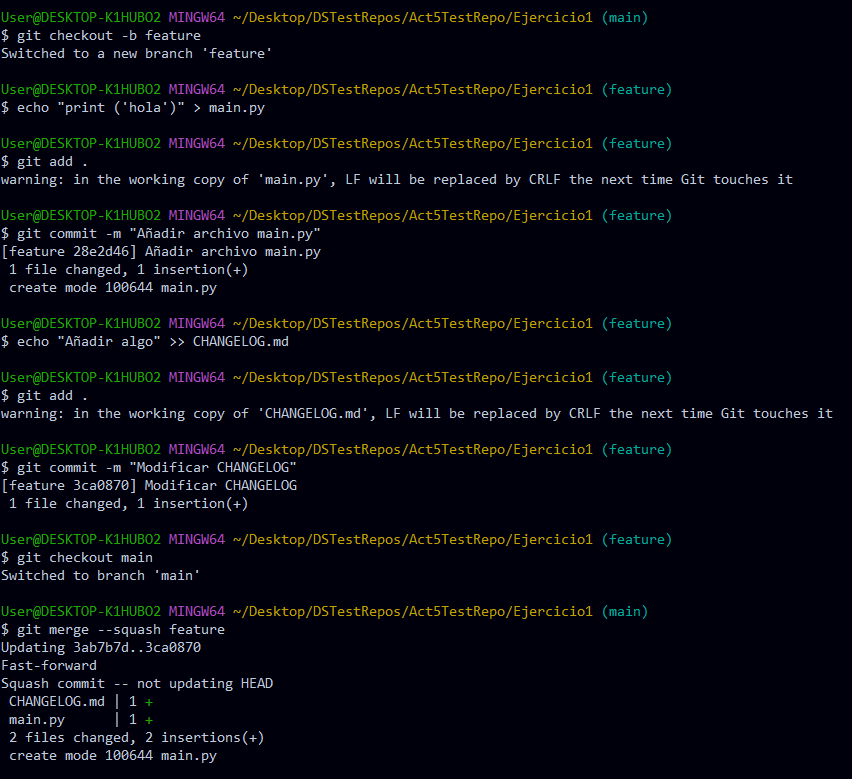 User@DESKTOP-K1HUBO2 MINGW64 ~/Desktop/DSTestRepos/Act5TestRepo/Ejercicio1 (main)
$ git checkout -b feature
Switched to a new branch 'feature'

User@DESKTOP-K1HUBO2 MINGW64 ~/Desktop/DSTestRepos/Act5TestRepo/Ejercicio1 (feature)
$ echo "print ('hola')" > main.py

User@DESKTOP-K1HUBO2 MINGW64 ~/Desktop/DSTestRepos/Act5TestRepo/Ejercicio1 (feature)
$ git add .
warning: in the working copy of 'main.py', LF will be replaced by CRLF the next time Git touches it

User@DESKTOP-K1HUBO2 MINGW64 ~/Desktop/DSTestRepos/Act5TestRepo/Ejercicio1 (feature)
$ git commit -m "Añadir archivo main.py"
[feature 28e2d46] Añadir archivo main.py
 1 file changed, 1 insertion(+)
 create mode 100644 main.py

User@DESKTOP-K1HUBO2 MINGW64 ~/Desktop/DSTestRepos/Act5TestRepo/Ejercicio1 (feature)
$ echo "Añadir algo" >> CHANGELOG.md

User@DESKTOP-K1HUBO2 MINGW64 ~/Desktop/DSTestRepos/Act5TestRepo/Ejercicio1 (feature)
$ git add .
warning: in the working copy of 'CHANGELOG.md', LF will be replaced by CRLF the next time Git touches it

User@DESKTOP-K1HUBO2 MINGW64 ~/Desktop/DSTestRepos/Act5TestRepo/Ejercicio1 (feature)
$ git commit -m "Modificar CHANGELOG"
[feature 3ca0870] Modificar CHANGELOG
 1 file changed, 1 insertion(+)

User@DESKTOP-K1HUBO2 MINGW64 ~/Desktop/DSTestRepos/Act5TestRepo/Ejercicio1 (feature)
$ git checkout main
Switched to branch 'main'

User@DESKTOP-K1HUBO2 MINGW64 ~/Desktop/DSTestRepos/Act5TestRepo/Ejercicio1 (main)
$ git merge --squash feature
Updating 3ab7b7d..3ca0870
Fast-forward
Squash commit -- not updating HEAD
 CHANGELOG.md | 1 +
 main.py      | 1 +
 2 files changed, 2 insertions(+)
 create mode 100644 main.py